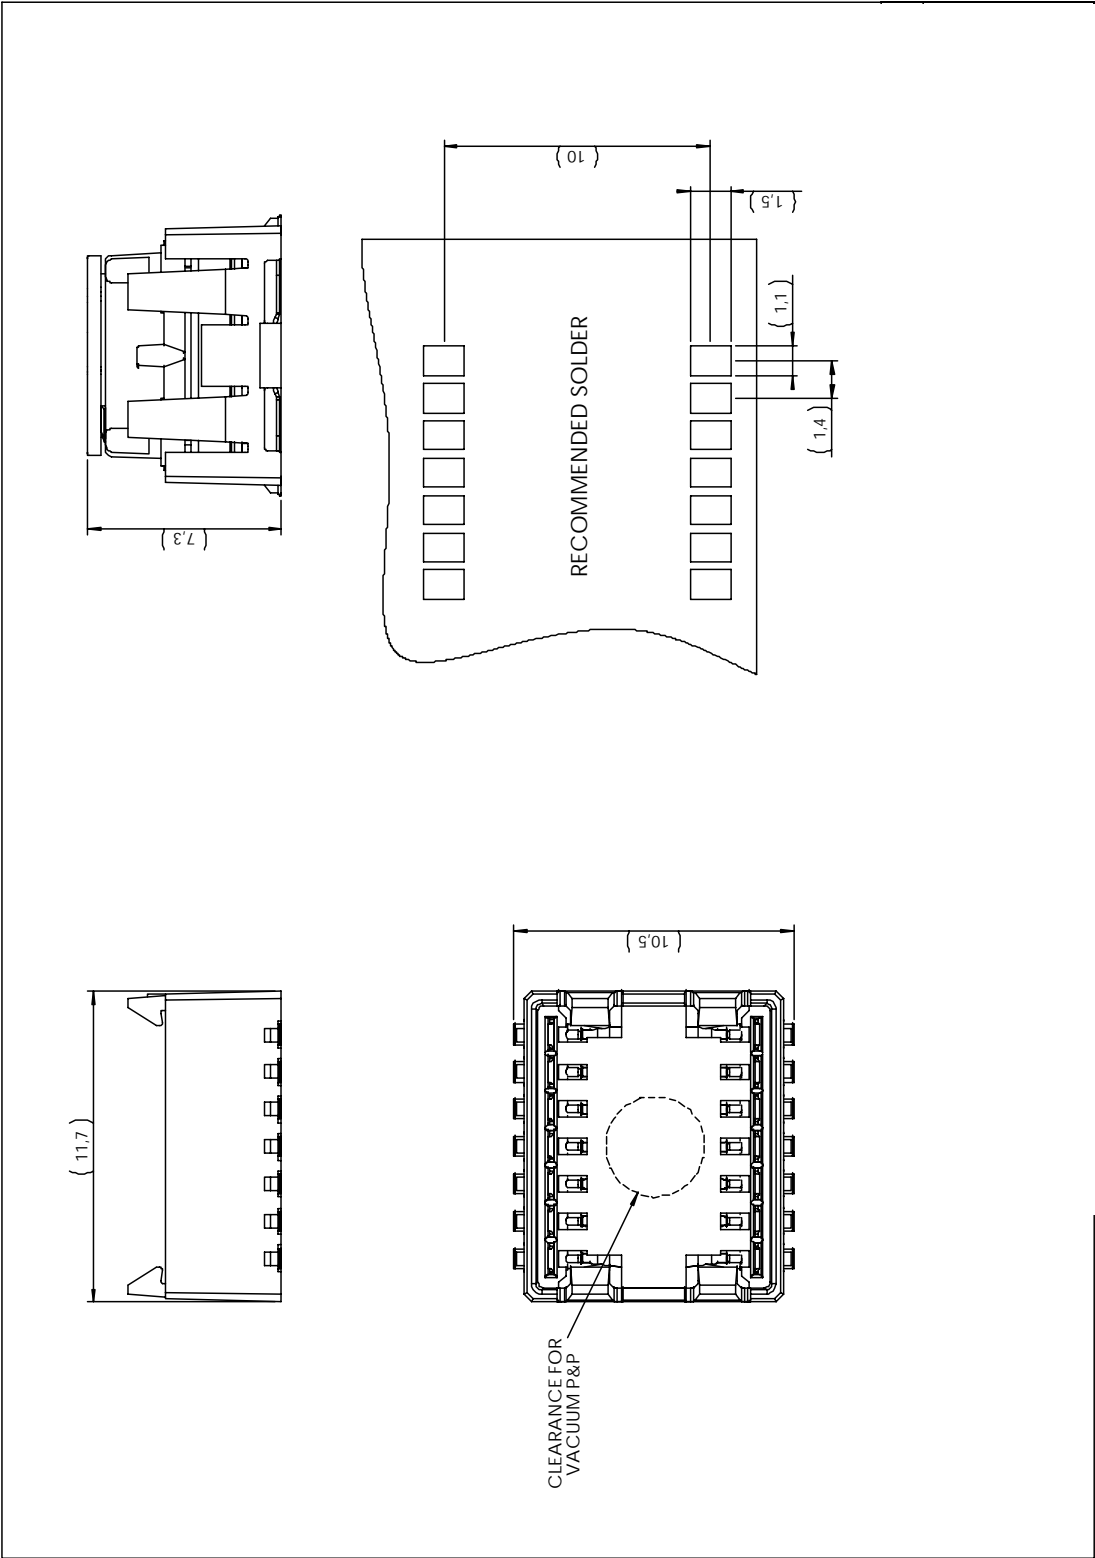 ( 7,3 )
( 10 )
( 1,5 )
( 1,1 )
( 1,4 )
RECOMMENDED SOLDER
( 11,7 )
( 10,5 )
CLEARANCE FOR
VACUUM P&P